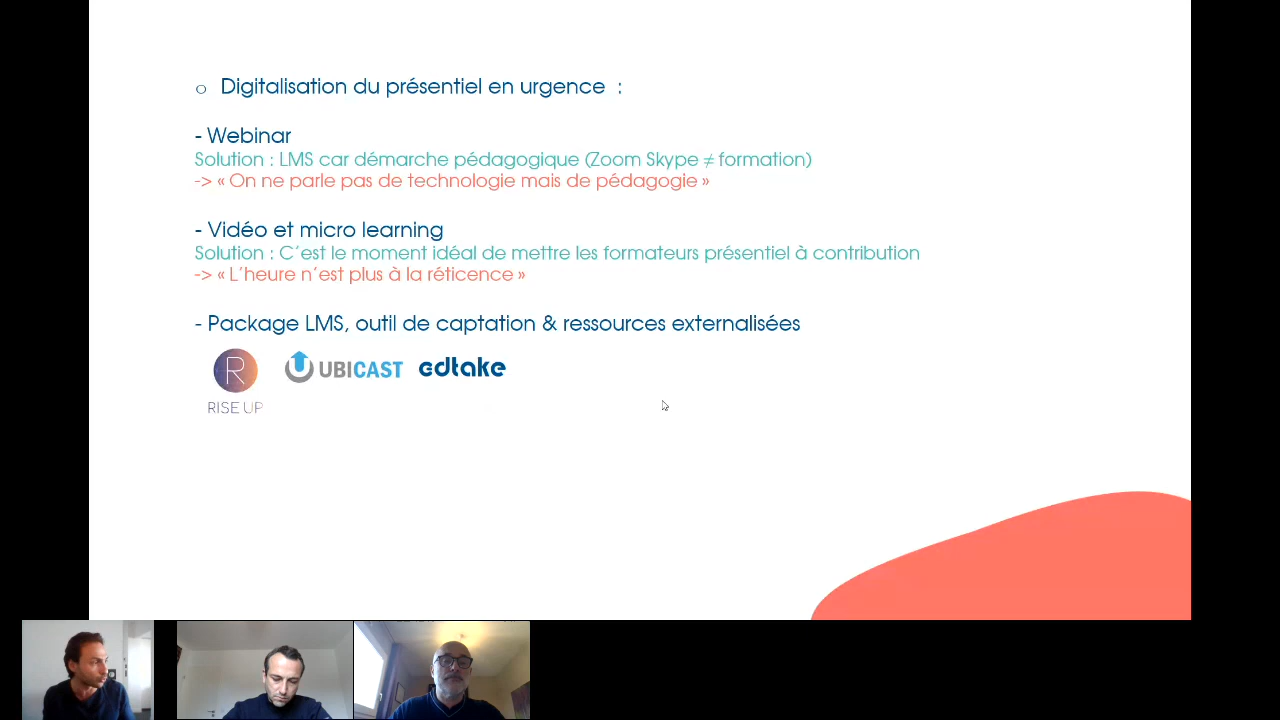 o Digitalisation du présentiel en urgence :
- Webinar
Solution : LMS car démarche pédagogique (Zoom Skype ≠ formation)
-> « On ne parle pas de technologie mais de pédagogie »
- Vidéo et micro learning
Solution : C’est le moment idéal de mettre les formateurs présentiel à contribution
-> « L’heure n’est plus à la réticence »
- Package LMS, outil de captation & ressources externalisées
R UBICAST edtake
RISE UP